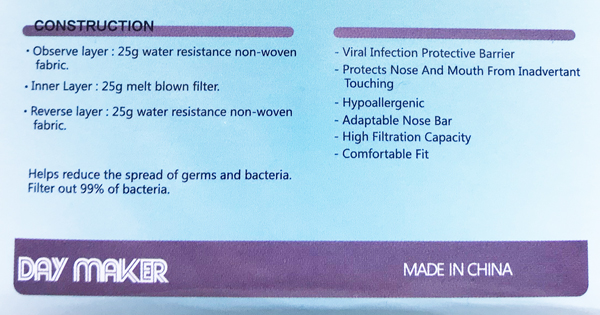 CONSTRUCTION
• Observe layer : 25g water resistance non-woven
fabric.
• Inner Layer : 25g melt blown filter.
• Reverse layer : 25g water resistance non-woven
fabric.
Helps reduce the spread of germs and bacteria.
Filter out 99% of bacteria.
- Viral Infection Protective Barrier
- Protects Nose And Mouth From Inadvertant
Touching
- Hypoallergenic
- Adaptable Nose Bar
- High Filtration Capacity
- Comfortable Fit
DAY MAKER
MADE IN CHINA